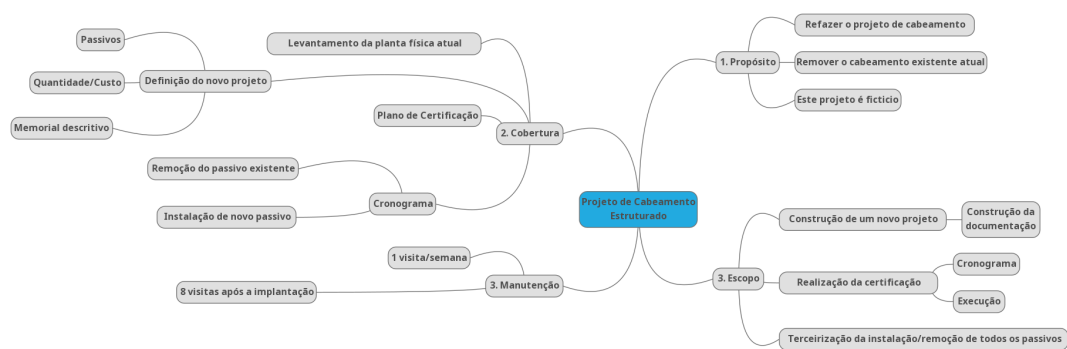 Projeto de Cabeamento
Estruturado
1. Propósito
Refazer o projeto de cabeamento
Remover o cabeamento existente atual
Este projeto é ficticio
2. Cobertura
Levantamento da planta física atual
Definição do novo projeto
Passivos
Quantidade/Custo
Memorial descritivo
Plano de Certificação
Cronograma
Remoção do passivo existente
Instalação de novo passivo
3. Manutenção
1 visita/semana
8 visitas após a implantação
3. Escopo
Construção de um novo projeto
Construção da
documentação
Realização da certificação
Cronograma
Execução
Terceirização da instalação/remoção de todos os passivos